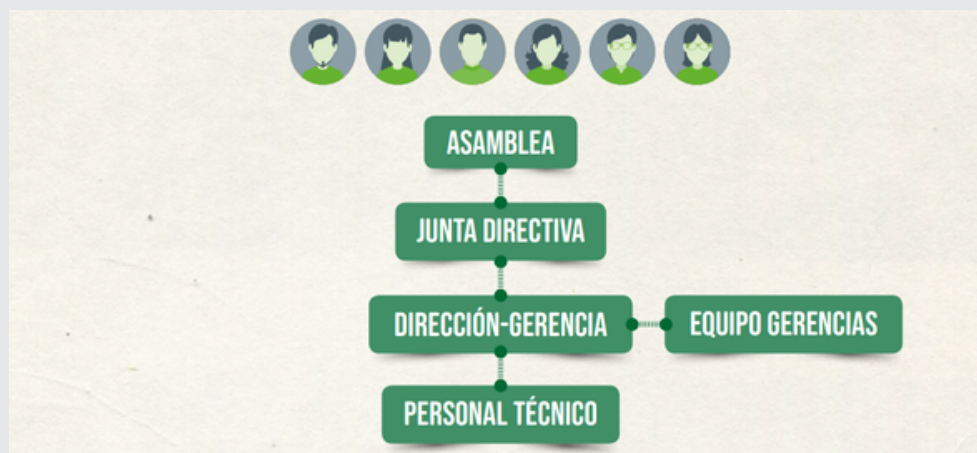 ASAMBLEA
JUNTA DIRECTIVA
DIRECCIÓN-GERENCIA
EQUIPO GERENCIAS
PERSONAL TÉCNICO